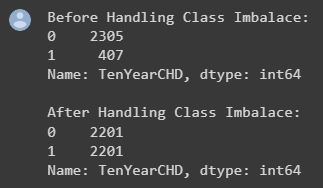 Before Handling Class Imbalace:
0    2305
1     407
Name: TenYearCHD, dtype: int64

After Handling Class Imbalace:
0    2201
1    2201
Name: TenYearCHD, dtype: int64